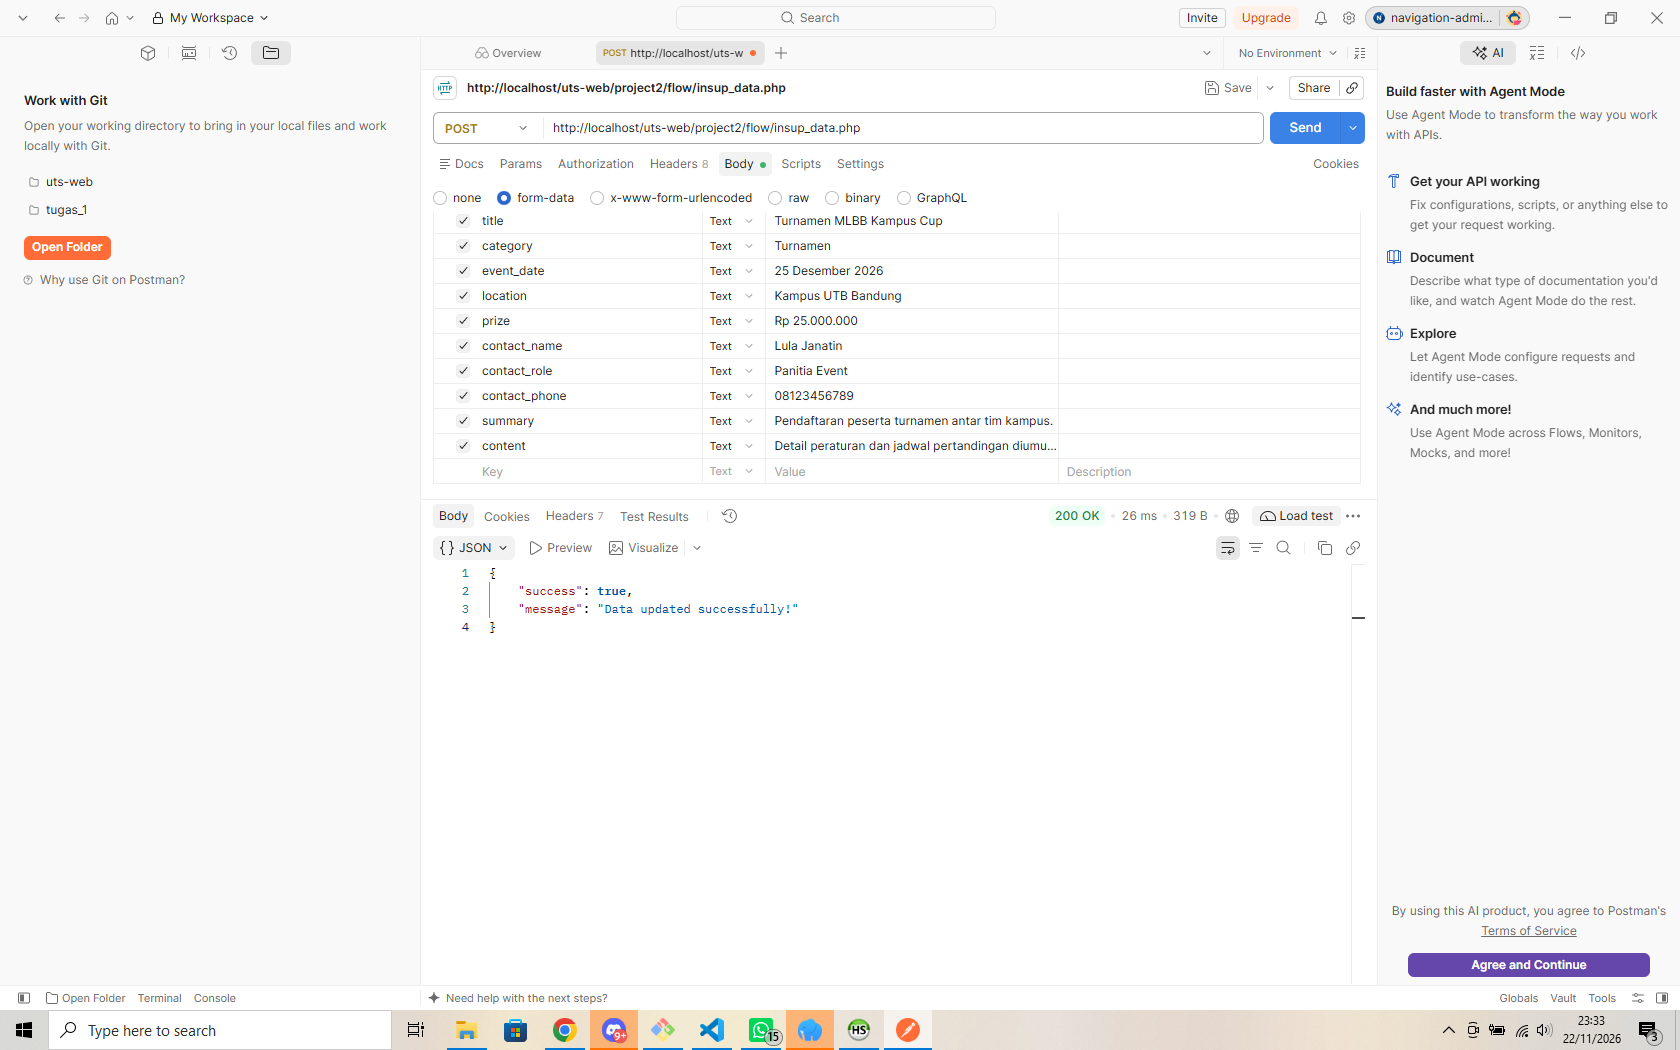 My Workspace
Search
Invite
Upgrade
navigation-admi...
Overview
POST http://localhost/uts-w
No Environment
AI
Work with Git
Open your working directory to bring in your local files and work
locally with Git.
uts-web
tugas_1
Open Folder
Why use Git on Postman?
HTTP
http://localhost/uts-web/project2/flow/insup_data.php
Save
Share
POST
http://localhost/uts-web/project2/flow/insup_data.php
Send
Docs
Params
Authorization
Headers 8
Body
Scripts
Settings
Cookies
none
form-data
x-www-form-urlencoded
raw
binary
GraphQL
title Text Turnamen MLBB Kampus Cup
category Text Turnamen
event_date Text 25 Desember 2026
location Text Kampus UTB Bandung
prize Text Rp 25.000.000
contact_name Text Lula Janatin
contact_role Text Panitia Event
contact_phone Text 08123456789
summary Text Pendaftaran peserta turnamen antar tim kampus.
content Text Detail peraturan dan jadwal pertandingan diumu...
Key Text Value Description
Body
Cookies
Headers 7
Test Results
200 OK
26 ms
319 B
Load test
{} JSON
Preview
Visualize
1 {
2 "success": true,
3 "message": "Data updated successfully!"
4 }
Build faster with Agent Mode
Use Agent Mode to transform the way you work
with APIs.
Get your API working
Fix configurations, scripts, or anything else to
get your request working.
Document
Describe what type of documentation you'd
like, and watch Agent Mode do the rest.
Explore
Let Agent Mode configure requests and
identify use-cases.
And much more!
Use Agent Mode across Flows, Monitors,
Mocks, and more!
By using this AI product, you agree to Postman's
Terms of Service
Agree and Continue
Open Folder
Terminal
Console
Need help with the next steps?
Globals
Vault
Tools
Type here to search
9+
15
HS
23:33
22/11/2026
3